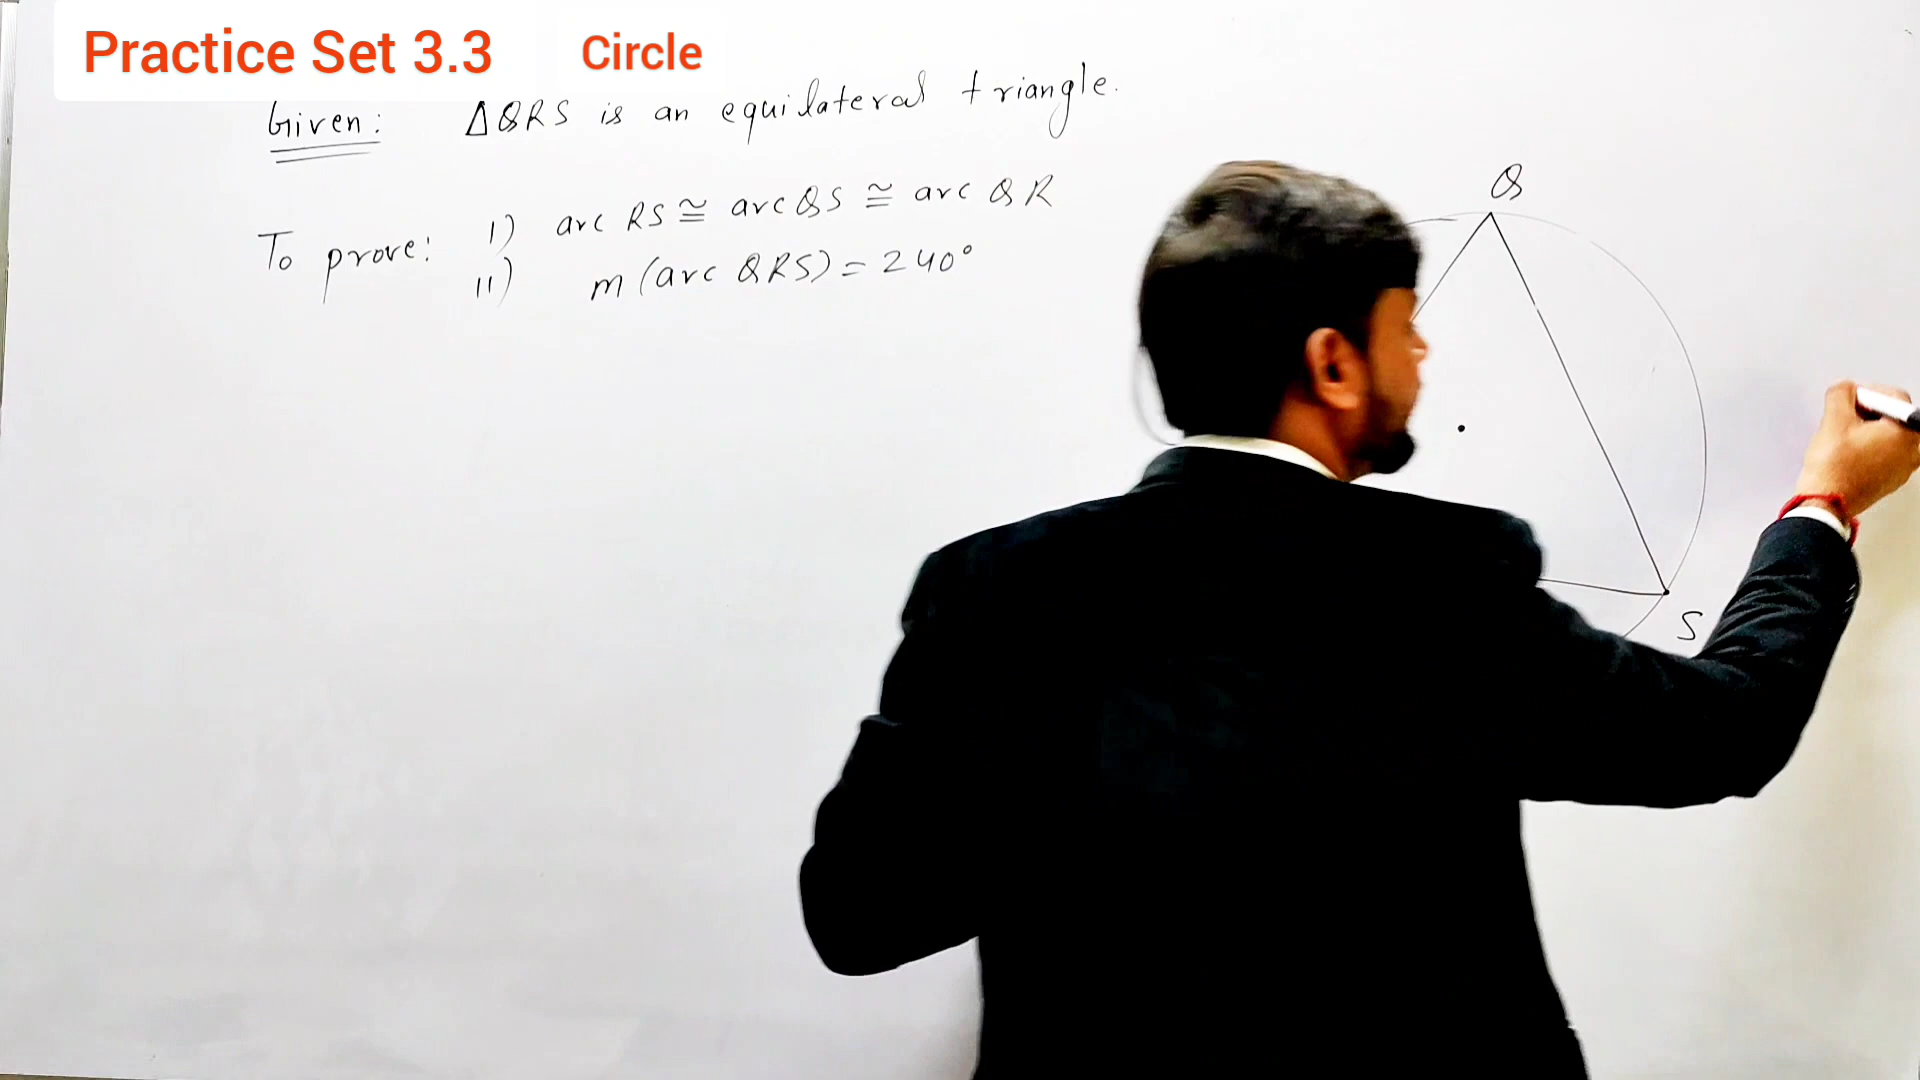 Practice Set 3.3 Circle
Given: ΔQRS is an equilateral triangle.
To prove: I) arc RS ≅ arc QS ≅ arc QR
II) m (arc QRS) = 240°
Q
S